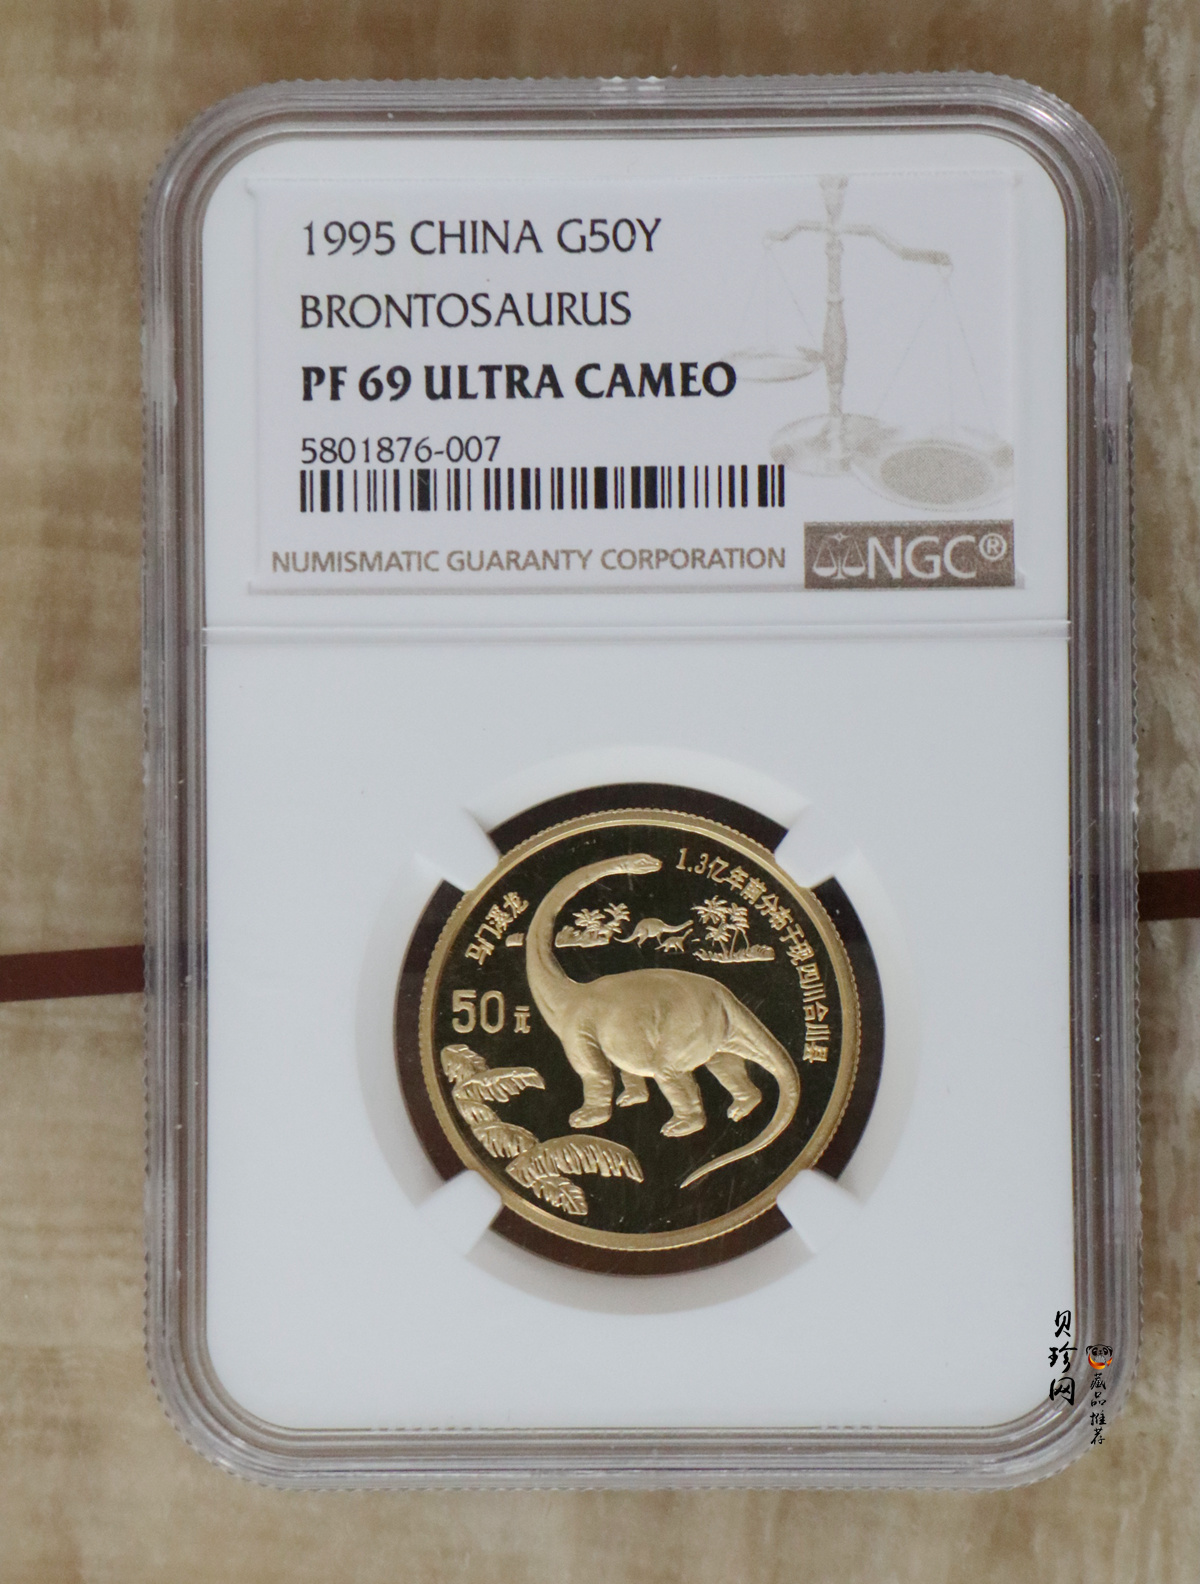 1995 CHINA G50Y
BRONTOSAURUS
PF 69 ULTRA CAMEO
5801876-007
NUMISMATIC GUARANTY CORPORATION
NGC®
马门溪龙
50元
1.3亿年前分布于现四川合川县
贝珍网
藏品推荐